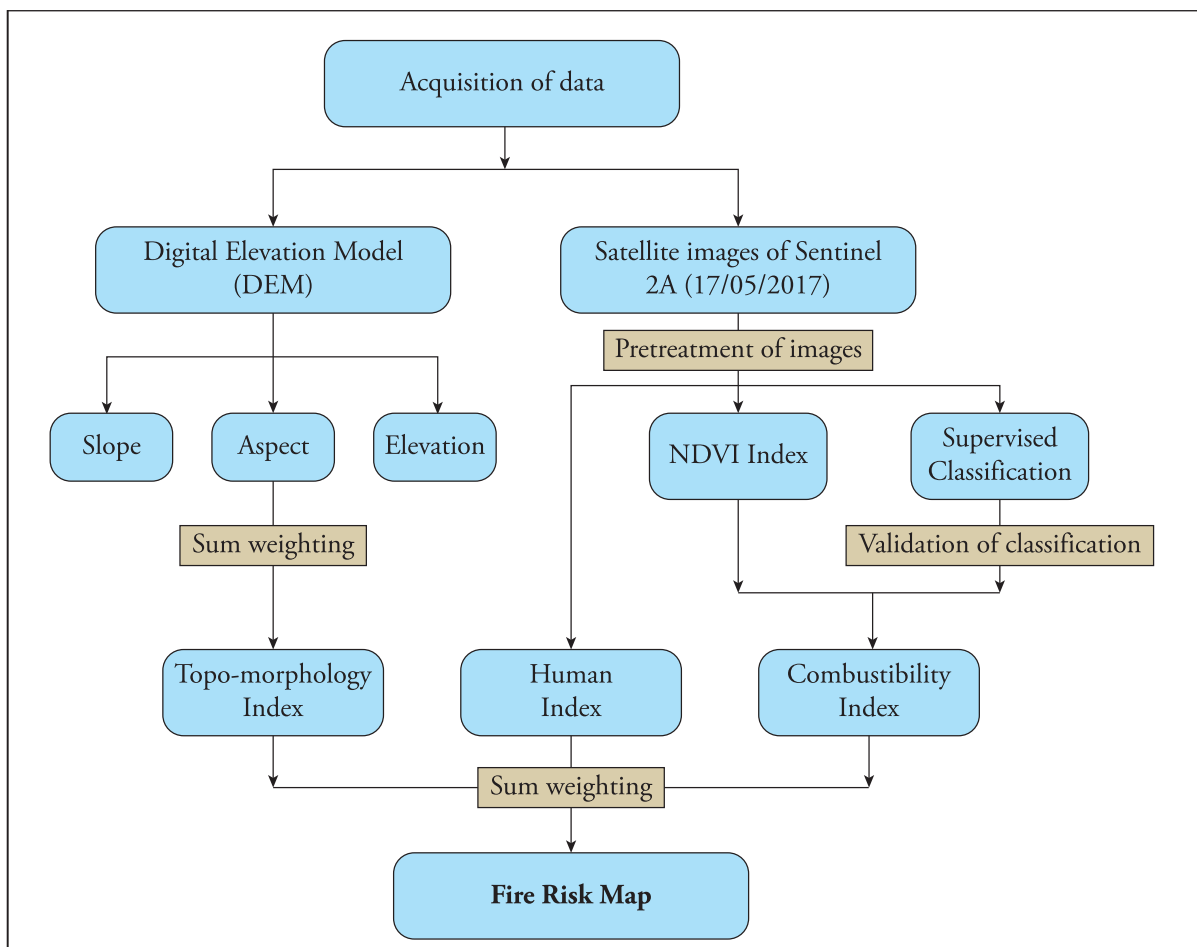 Acquisition of data
Digital Elevation Model
(DEM)
Satellite images of Sentinel
2A (17/05/2017)
Pretreatment of images
Slope
Aspect
Elevation
NDVI Index
Supervised
Classification
Sum weighting
Validation of classification
Topo-morphology
Index
Human
Index
Combustibility
Index
Sum weighting
Fire Risk Map